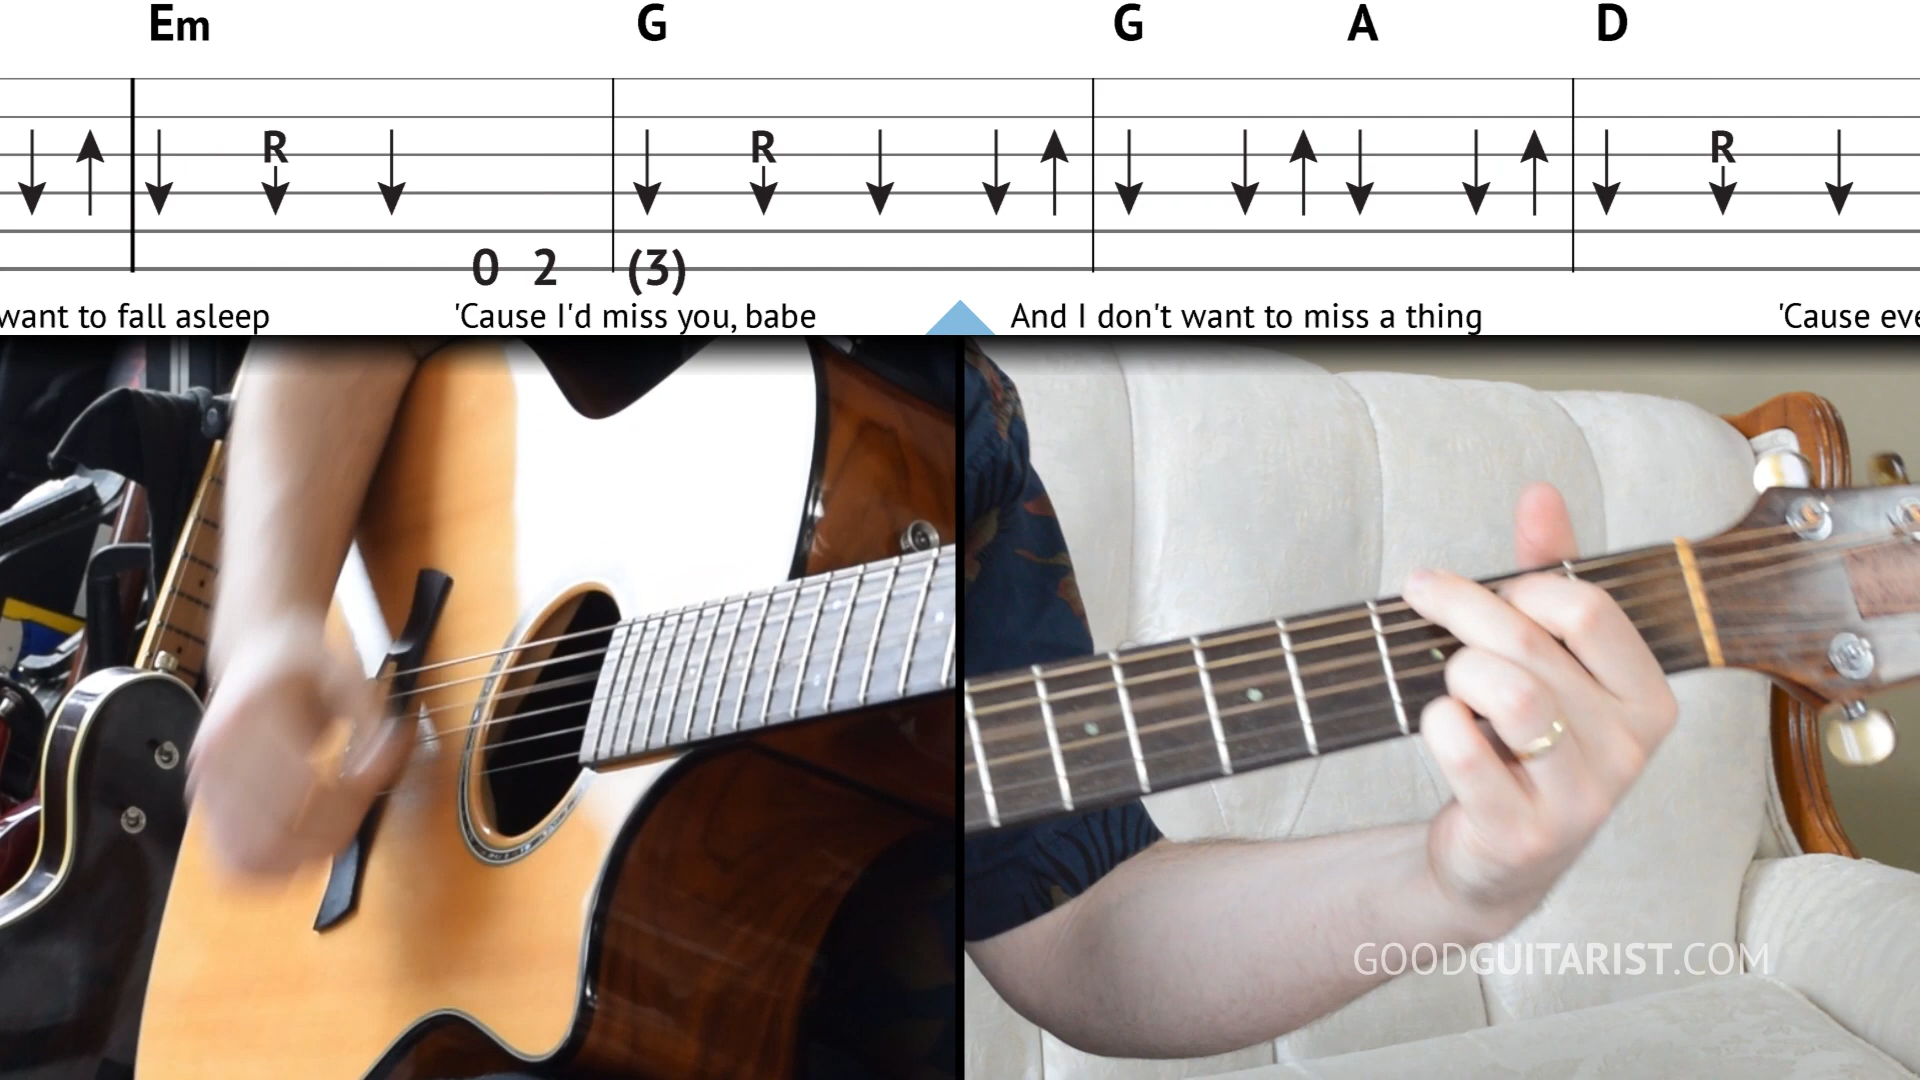 Em G G A D
R R R
0 2 (3)
want to fall asleep 'Cause I'd miss you, babe And I don't want to miss a thing 'Cause eve
GOODGUITARIST.COM